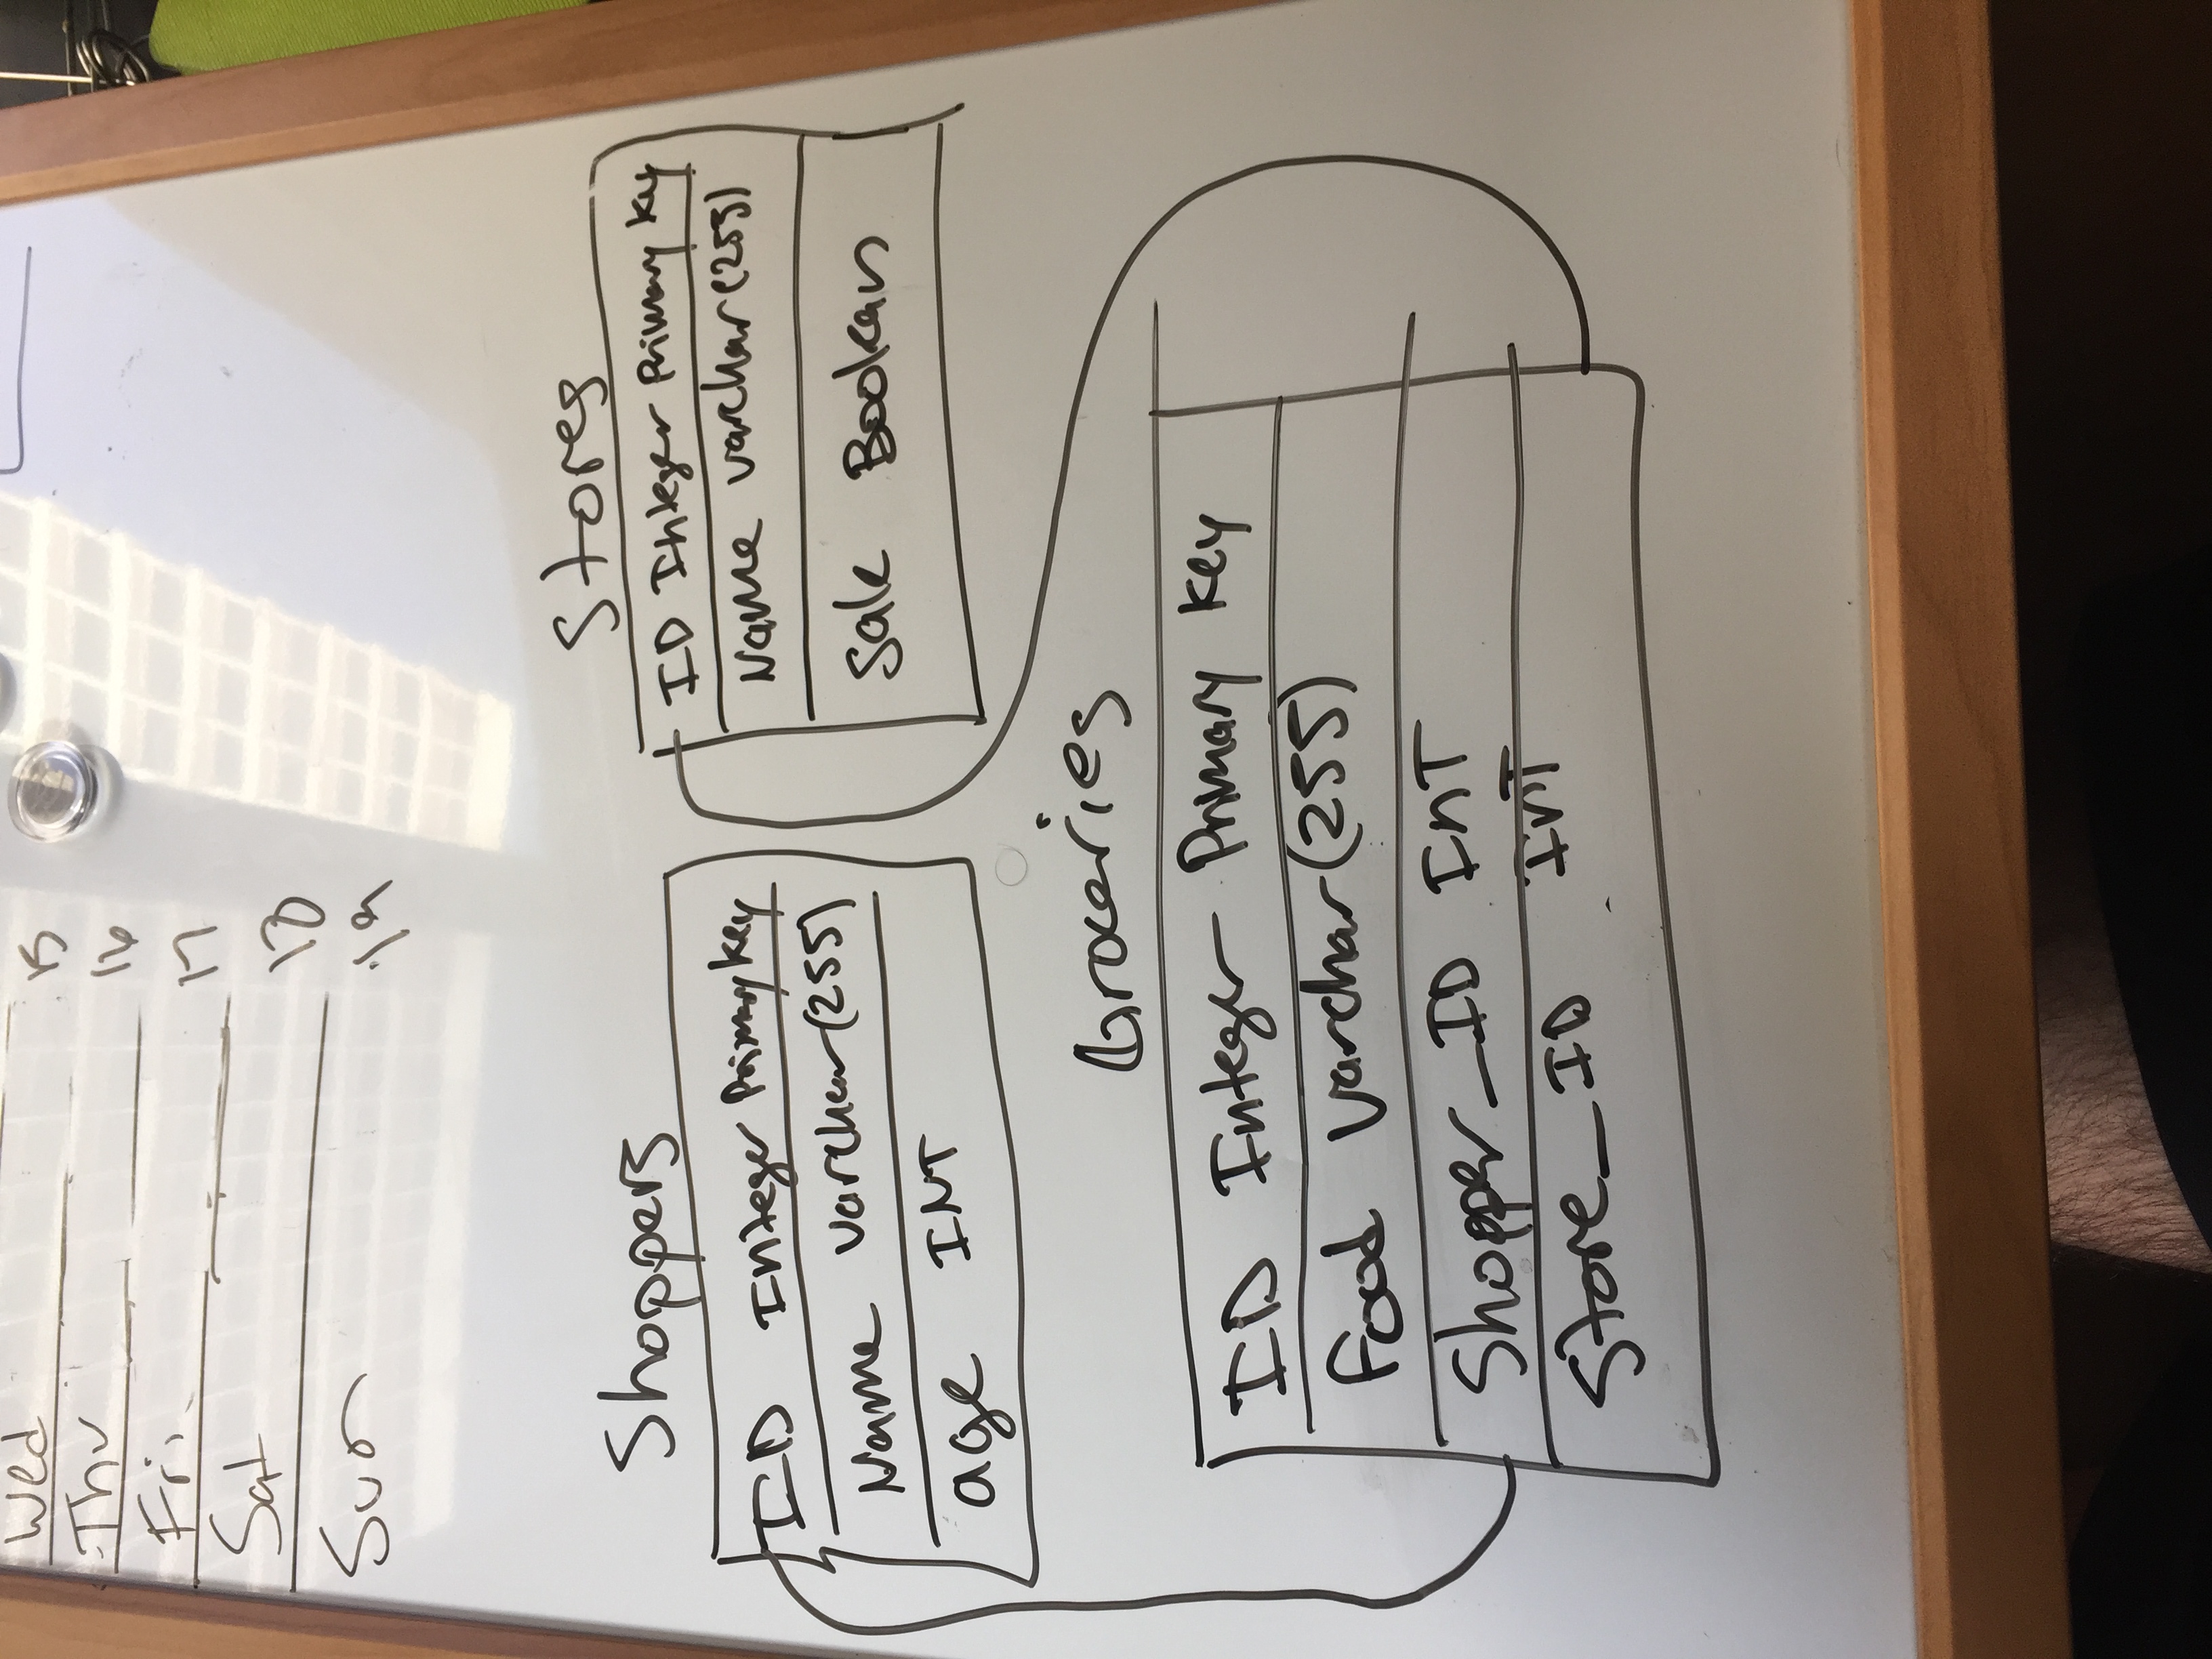 Wed 15
Thu 16
Fri 17
Sat 18
Sun 19
Shoppers
ID Integer Primary Key
Name varchar(255)
age INT
Stores
ID Integer Primary Key
Name varchar(255)
Sale Boolean
Groceries
ID Integer Primary Key
Food varchar(255)
Shopper_ID InT
Store_ID InT